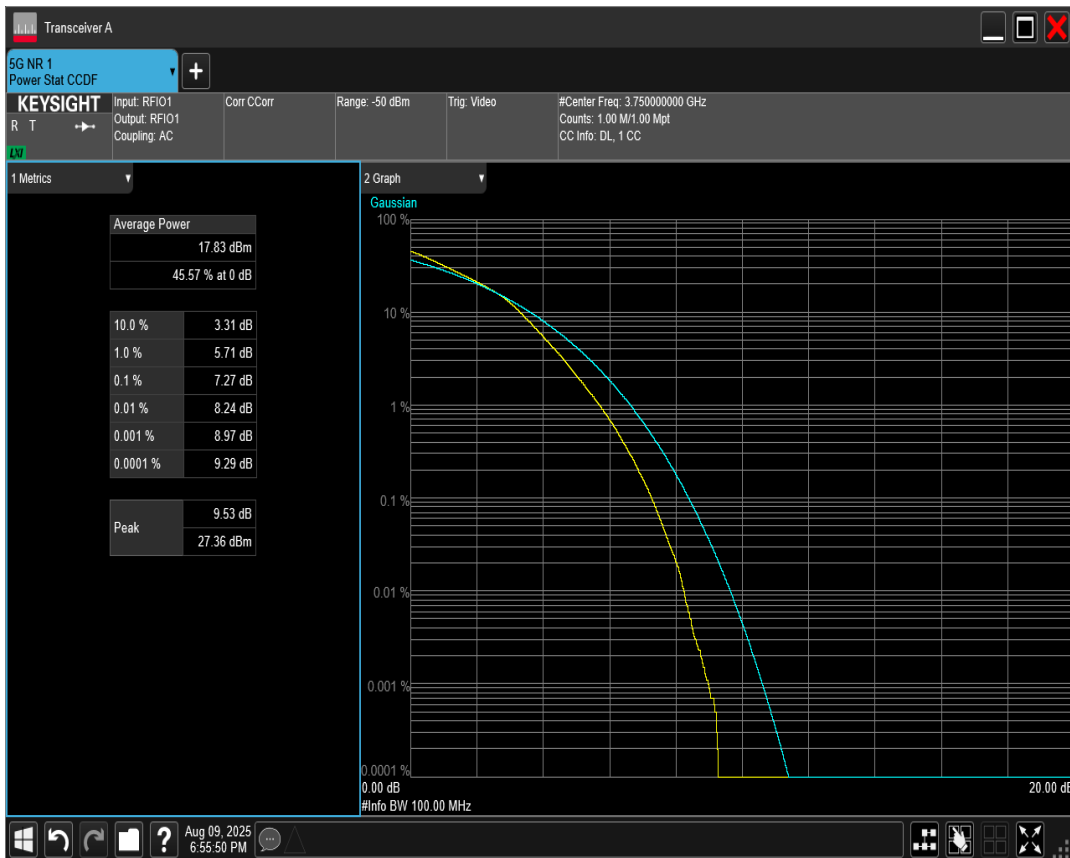 Transceiver A
5G NR 1
Power Stat CCDF
KEYSIGHT
R T
LXI
Input: RFIO1
Output: RFIO1
Coupling: AC
Corr CCorr
Range: -50 dBm
Trig: Video
#Center Freq: 3.750000000 GHz
Counts: 1.00 M/1.00 Mpt
CC Info: DL, 1 CC
1 Metrics
Average Power
17.83 dBm
45.57 % at 0 dB
10.0 % 3.31 dB
1.0 % 5.71 dB
0.1 % 7.27 dB
0.01 % 8.24 dB
0.001 % 8.97 dB
0.0001 % 9.29 dB
Peak
9.53 dB
27.36 dBm
2 Graph
Gaussian
100 %
10 %
1 %
0.1 %
0.01 %
0.001 %
0.0001 %
0.00 dB
20.00 dB
#Info BW 100.00 MHz
?
Aug 09, 2025
6:55:50 PM